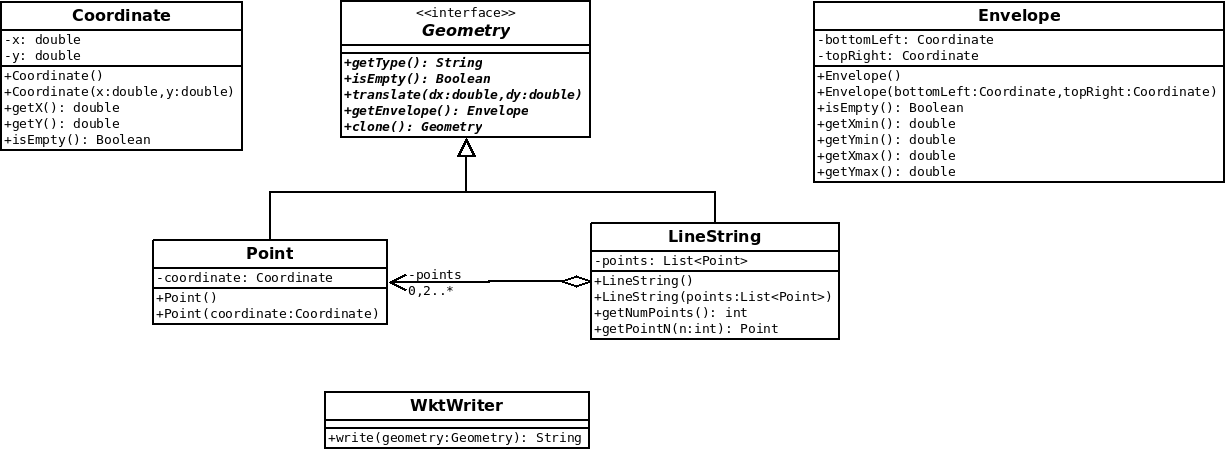 Coordinate
-x: double
-y: double
+Coordinate()
+Coordinate(x:double,y:double)
+getX(): double
+getY(): double
+isEmpty(): Boolean
<<interface>>
Geometry
+getType(): String
+isEmpty(): Boolean
+translate(dx:double,dy:double)
+getEnvelope(): Envelope
+clone(): Geometry
Envelope
-bottomLeft: Coordinate
-topRight: Coordinate
+Envelope()
+Envelope(bottomLeft:Coordinate,topRight:Coordinate)
+isEmpty(): Boolean
+getXmin(): double
+getYmin(): double
+getXmax(): double
+getYmax(): double
Point
-coordinate: Coordinate
+Point()
+Point(coordinate:Coordinate)
-points
0,2..*
LineString
-points: List<Point>
+LineString()
+LineString(points:List<Point>)
+getNumPoints(): int
+getPointN(n:int): Point
WktWriter
+write(geometry:Geometry): String